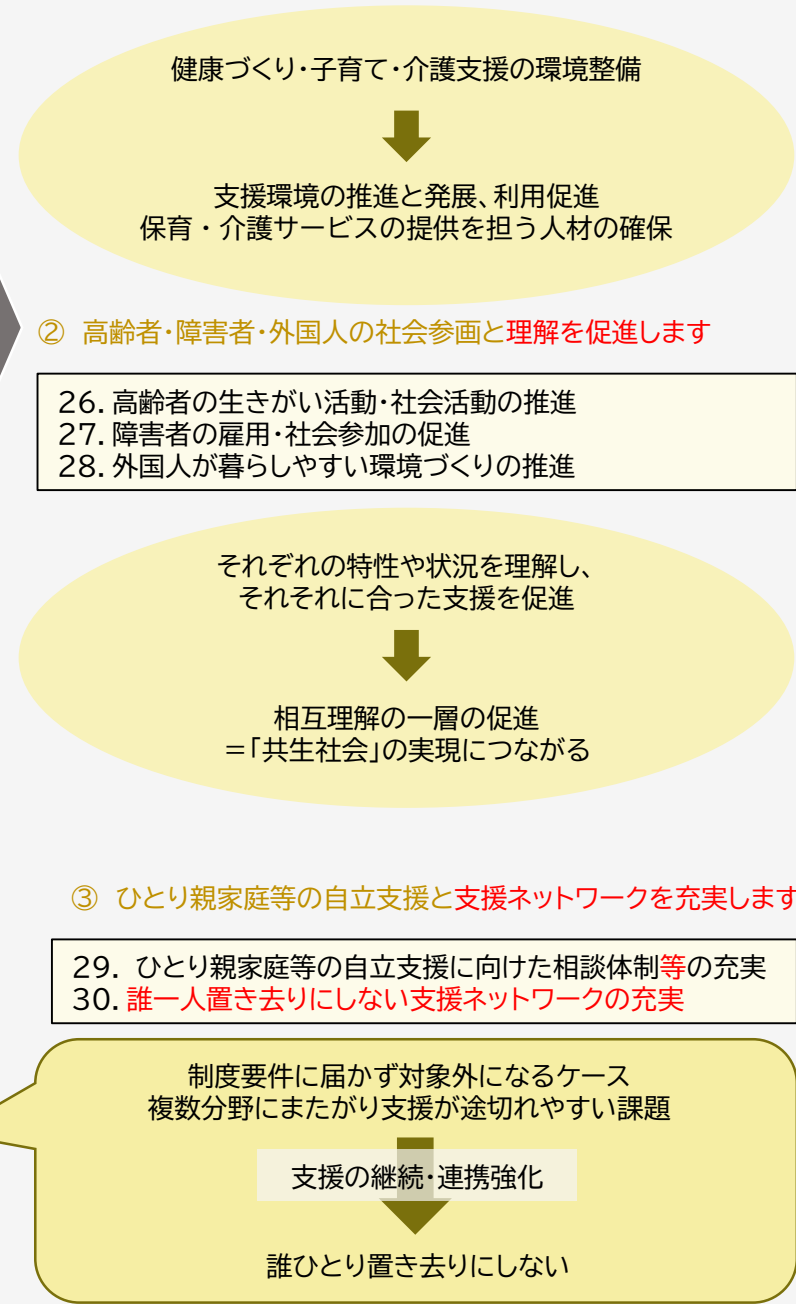 健康づくり・子育て・介護支援の環境整備
支援環境の推進と発展、利用促進
保育・介護サービスの提供を担う人材の確保
② 高齢者・障害者・外国人の社会参画と理解を促進します
26. 高齢者の生きがい活動・社会活動の推進
27. 障害者の雇用・社会参加の促進
28. 外国人が暮らしやすい環境づくりの推進
それぞれの特性や状況を理解し、
それそれに合った支援を促進
相互理解の一層の促進
＝「共生社会」の実現につながる
③ ひとり親家庭等の自立支援と支援ネットワークを充実します
29. ひとり親家庭等の自立支援に向けた相談体制等の充実
30. 誰一人置き去りにしない支援ネットワークの充実
制度要件に届かず対象外になるケース
複数分野にまたがり支援が途切れやすい課題
支援の継続・連携強化
誰ひとり置き去りにしない